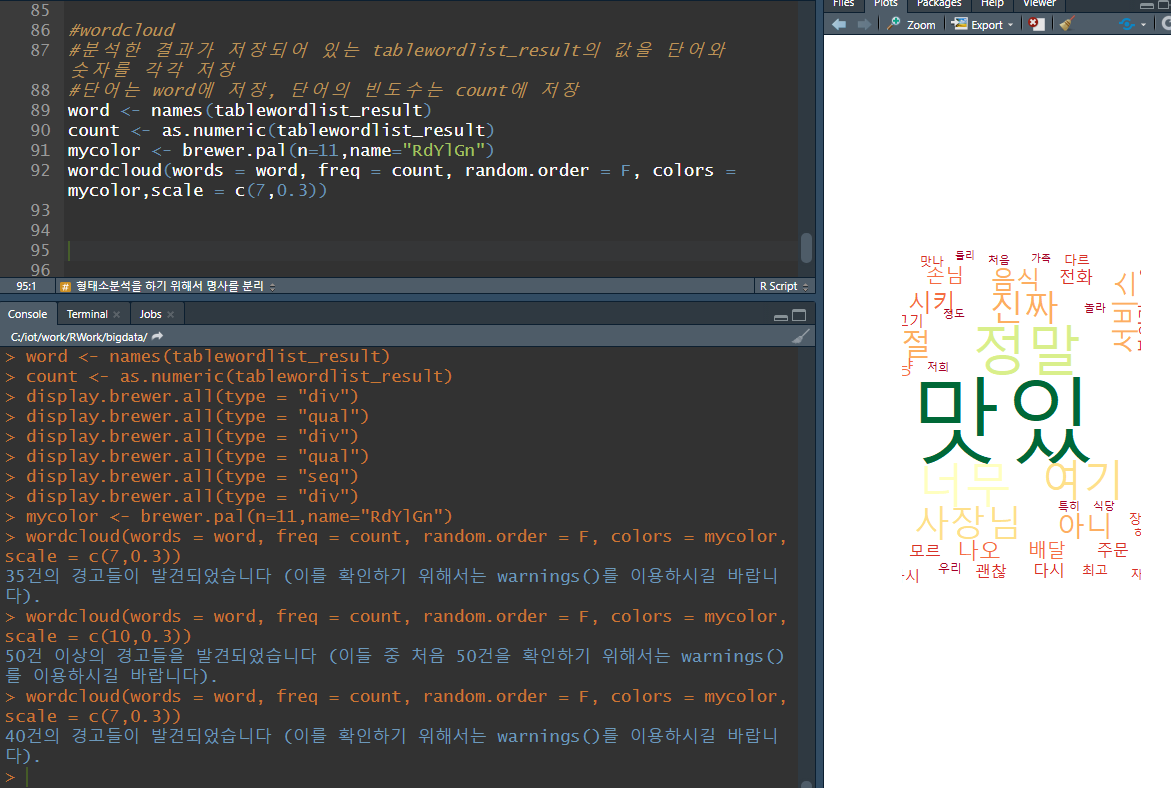 85
86 #wordcloud
87 #분석한 결과가 저장되어 있는 tablewordlist_result의 값을 단어와
숫자를 각각 저장
88 #단어는 word에 저장, 단어의 빈도수는 count에 저장
89 word <- names(tablewordlist_result)
90 count <- as.numeric(tablewordlist_result)
91 mycolor <- brewer.pal(n=11,name="RdYlGn")
92 wordcloud(words = word, freq = count, random.order = F, colors =
mycolor,scale = c(7,0.3))
93
94
95
96
95:1 # 형태소분석을 하기 위해서 명사를 분리 R Script
Console Terminal Jobs
C:/iot/work/RWork/bigdata/
> word <- names(tablewordlist_result)
> count <- as.numeric(tablewordlist_result)
> display.brewer.all(type = "div")
> display.brewer.all(type = "qual")
> display.brewer.all(type = "div")
> display.brewer.all(type = "qual")
> display.brewer.all(type = "seq")
> display.brewer.all(type = "div")
> mycolor <- brewer.pal(n=11,name="RdYlGn")
> wordcloud(words = word, freq = count, random.order = F, colors = mycolor,
scale = c(7,0.3))
35건의 경고들이 발견되었습니다 (이를 확인하기 위해서는 warnings()를 이용하시길 바랍니
다).
> wordcloud(words = word, freq = count, random.order = F, colors = mycolor,
scale = c(10,0.3))
50건 이상의 경고들을 발견되었습니다 (이들 중 처음 50건을 확인하기 위해서는 warnings()
를 이용하시길 바랍니다).
> wordcloud(words = word, freq = count, random.order = F, colors = mycolor,
scale = c(7,0.3))
40건의 경고들이 발견되었습니다 (이를 확인하기 위해서는 warnings()를 이용하시길 바랍니
다).
>
Files Plots Packages Help Viewer
Zoom Export
맛나 들리 처음 가족 다르
손님 음식 전화
시키 진짜 놀라 서비스
정도
절 정말
저희
맛있
너무 여기
특히 식당
사장님 아니 장
모르 나오 배달 주문
우리 괜찮 다시 최고